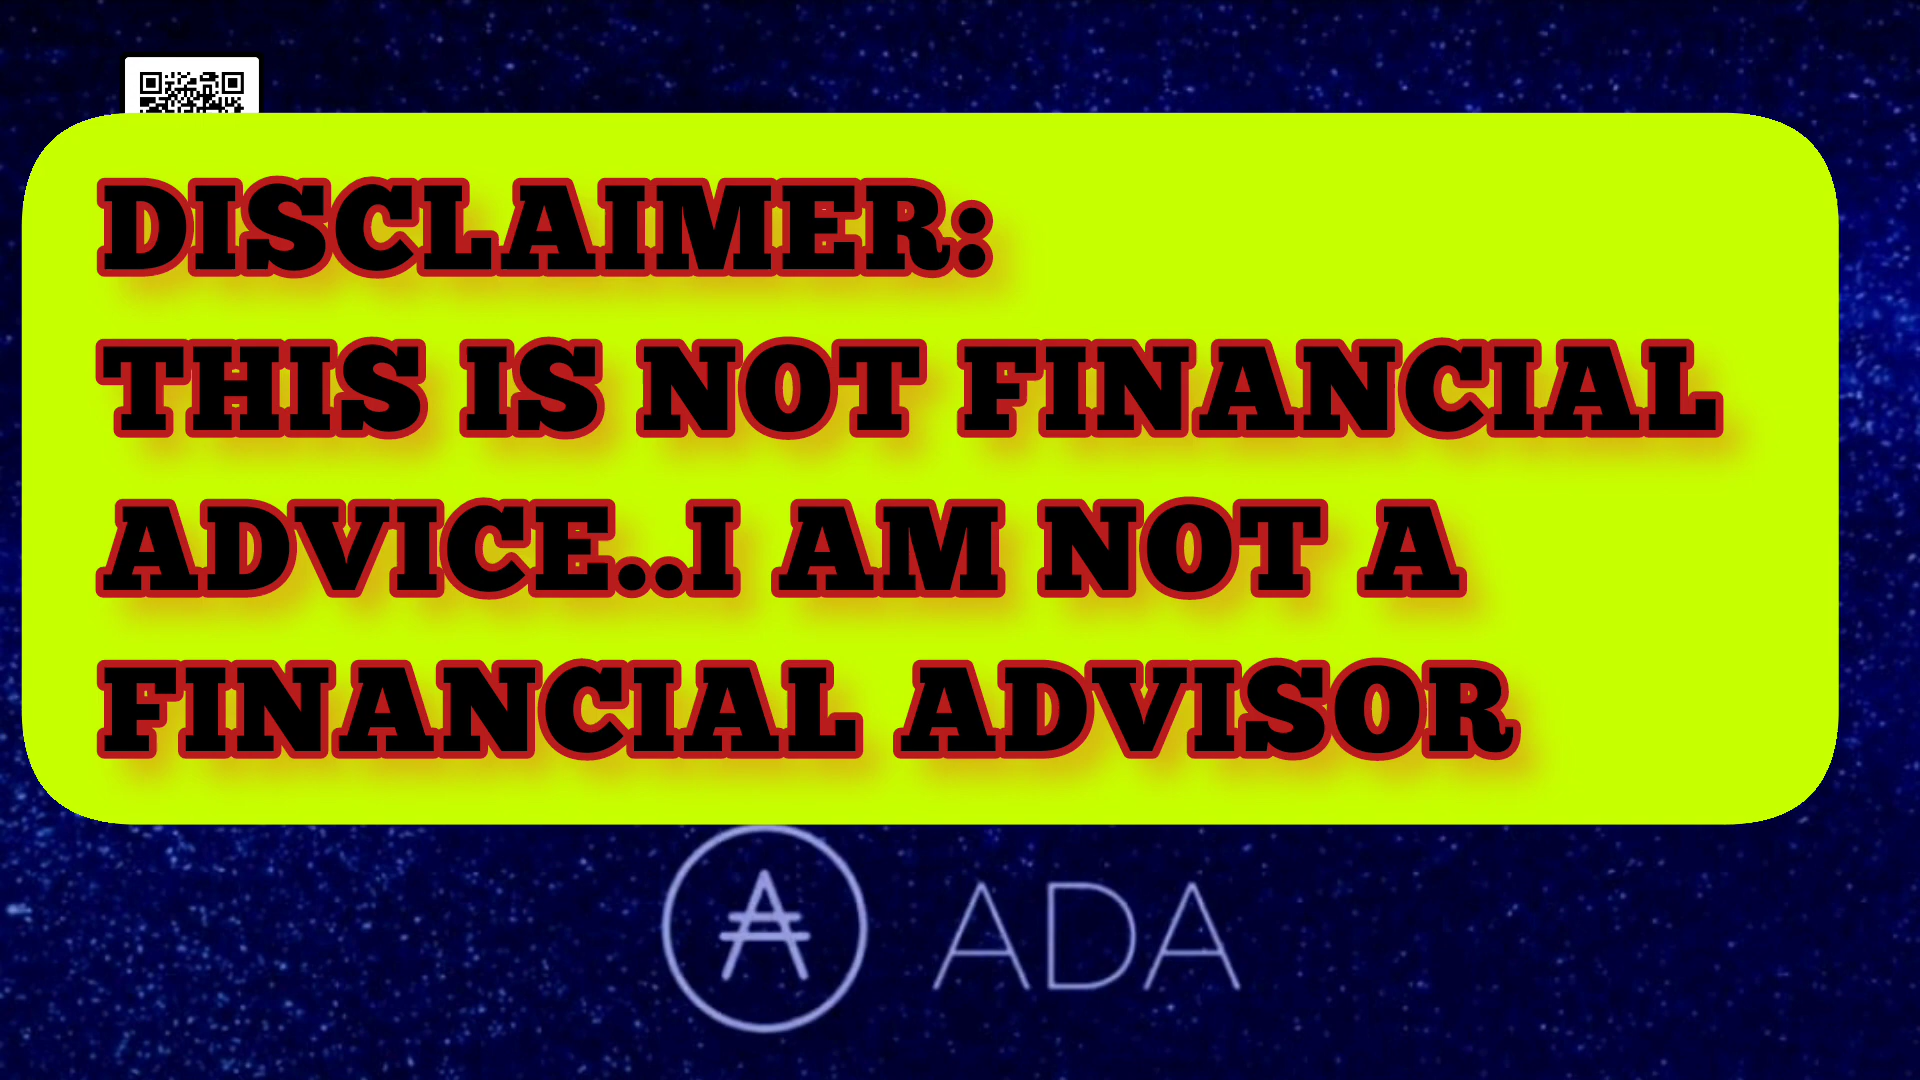 DISCLAIMER:
THIS IS NOT FINANCIAL
ADVICE..I AM NOT A
FINANCIAL ADVISOR
ADA